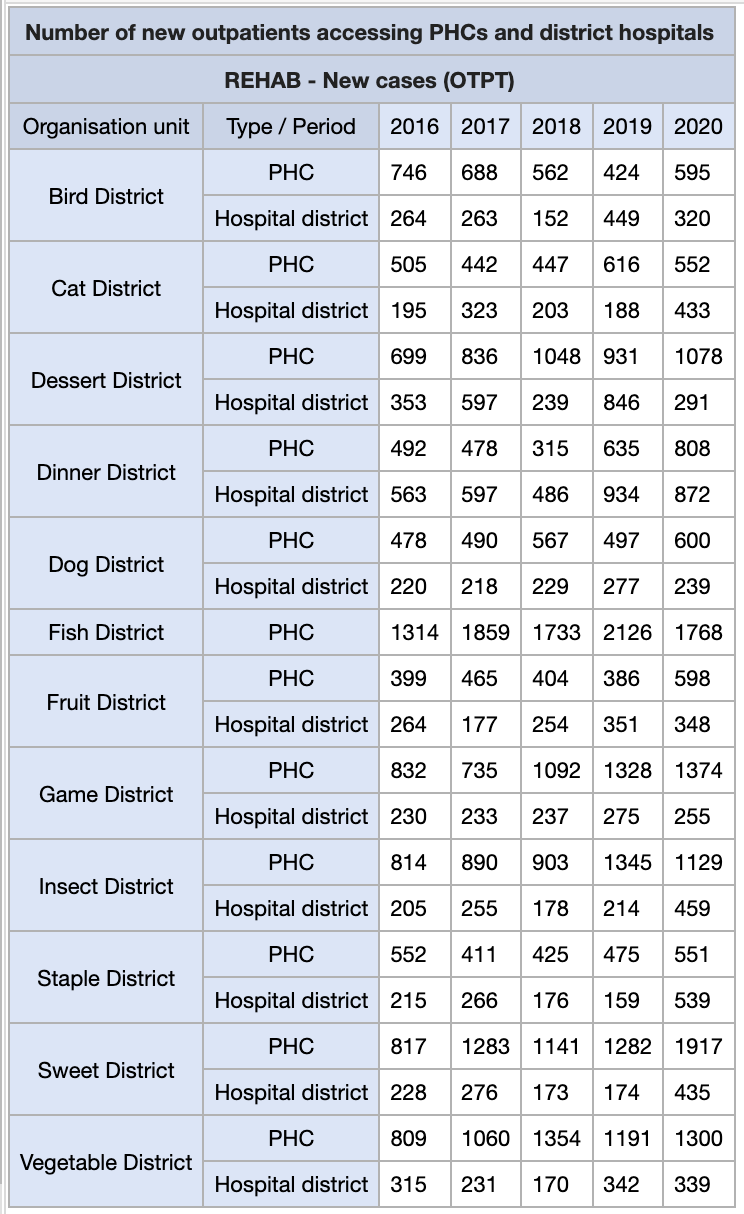 Number of new outpatients accessing PHCs and district hospitals
REHAB - New cases (OTPT)
Organisation unit Type / Period 2016 2017 2018 2019 2020
Bird District PHC 746 688 562 424 595
Hospital district 264 263 152 449 320
Cat District PHC 505 442 447 616 552
Hospital district 195 323 203 188 433
Dessert District PHC 699 836 1048 931 1078
Hospital district 353 597 239 846 291
Dinner District PHC 492 478 315 635 808
Hospital district 563 597 486 934 872
Dog District PHC 478 490 567 497 600
Hospital district 220 218 229 277 239
Fish District PHC 1314 1859 1733 2126 1768
Fruit District PHC 399 465 404 386 598
Hospital district 264 177 254 351 348
Game District PHC 832 735 1092 1328 1374
Hospital district 230 233 237 275 255
Insect District PHC 814 890 903 1345 1129
Hospital district 205 255 178 214 459
Staple District PHC 552 411 425 475 551
Hospital district 215 266 176 159 539
Sweet District PHC 817 1283 1141 1282 1917
Hospital district 228 276 173 174 435
Vegetable District PHC 809 1060 1354 1191 1300
Hospital district 315 231 170 342 339